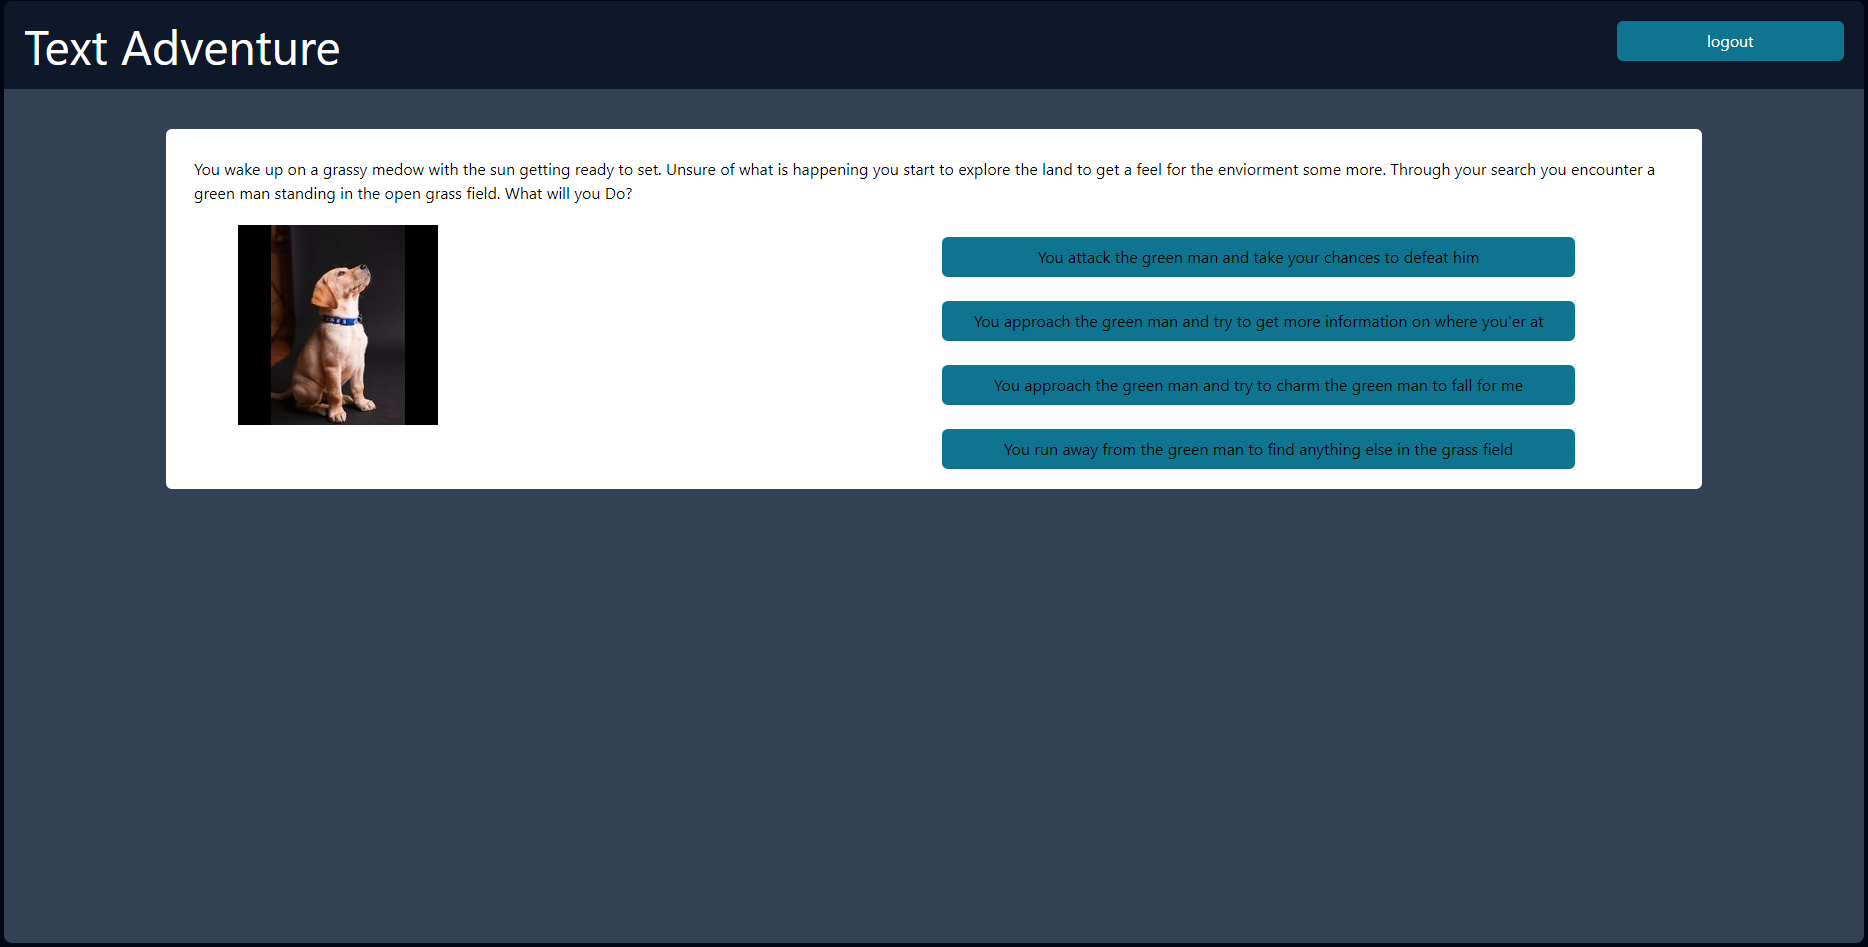 Text Adventure
logout
You wake up on a grassy medow with the sun getting ready to set. Unsure of what is happening you start to explore the land to get a feel for the enviorment some more. Through your search you encounter a
green man standing in the open grass field. What will you Do?
You attack the green man and take your chances to defeat him
You approach the green man and try to get more information on where you'er at
You approach the green man and try to charm the green man to fall for me
You run away from the green man to find anything else in the grass field